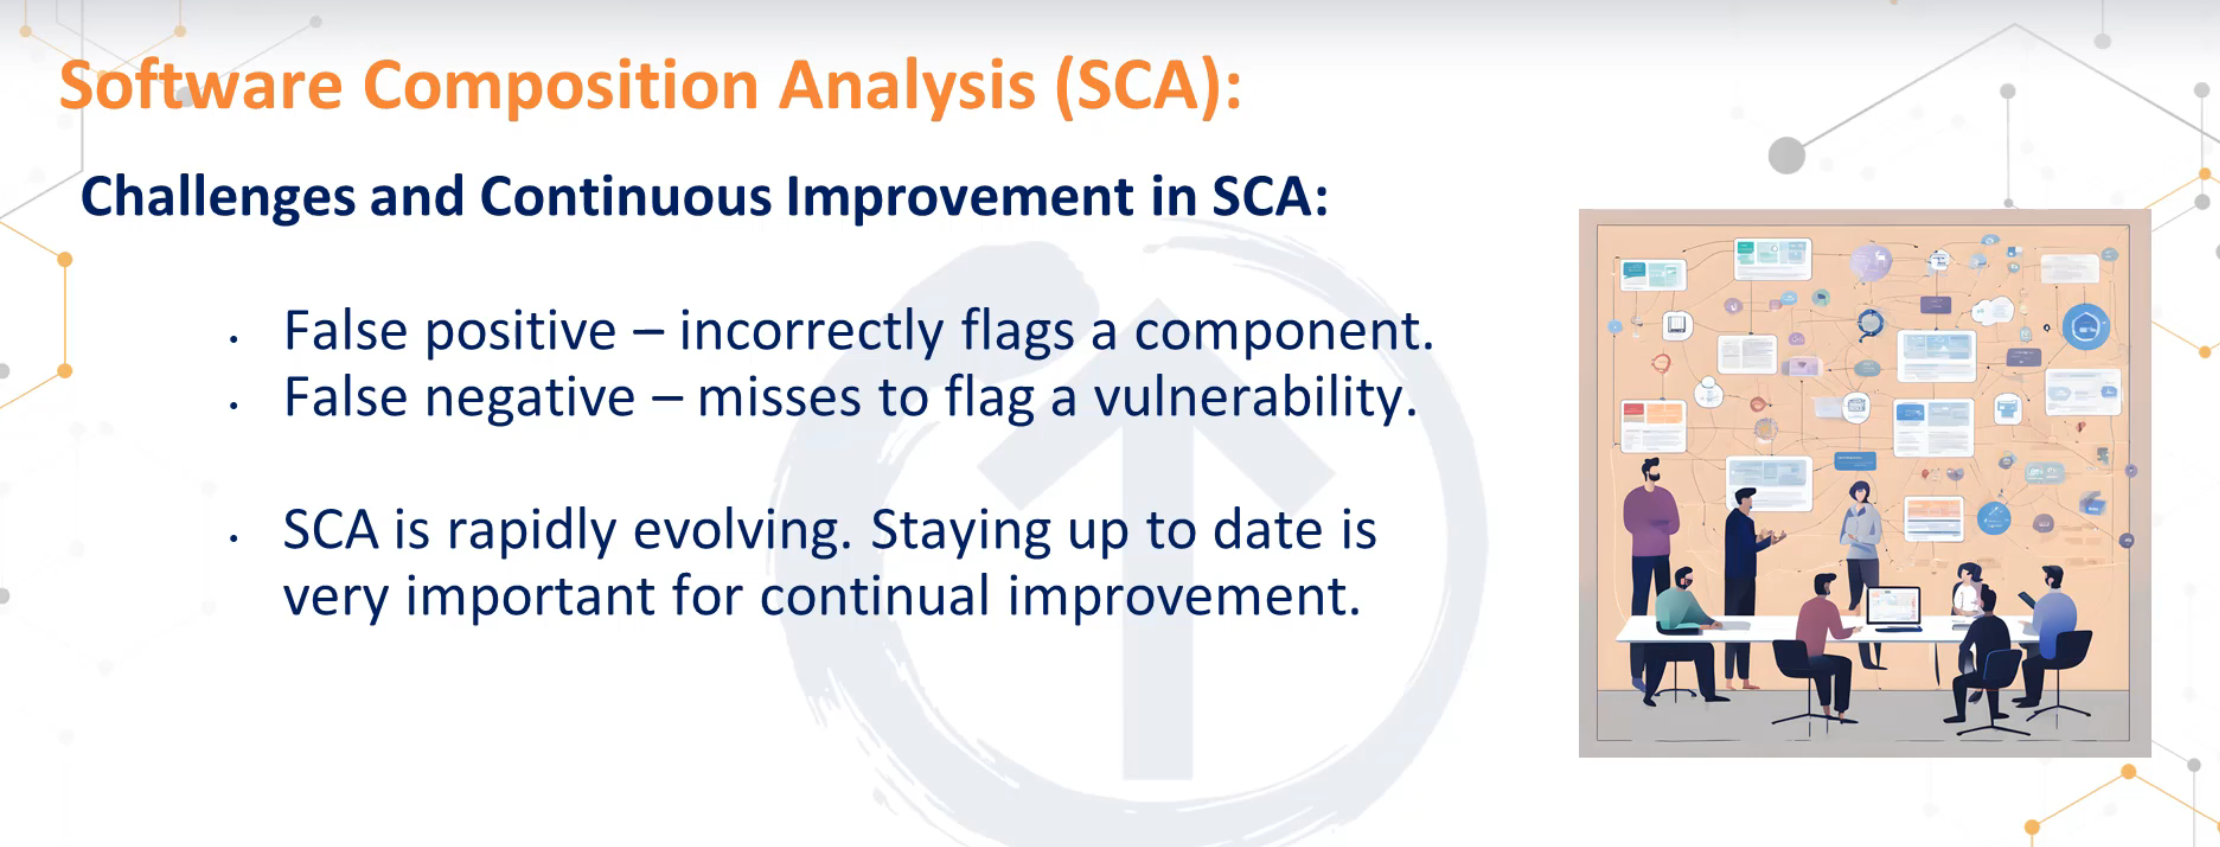 Software Composition Analysis (SCA):
Challenges and Continuous Improvement in SCA:
· False positive – incorrectly flags a component.
· False negative – misses to flag a vulnerability.
· SCA is rapidly evolving. Staying up to date is
very important for continual improvement.